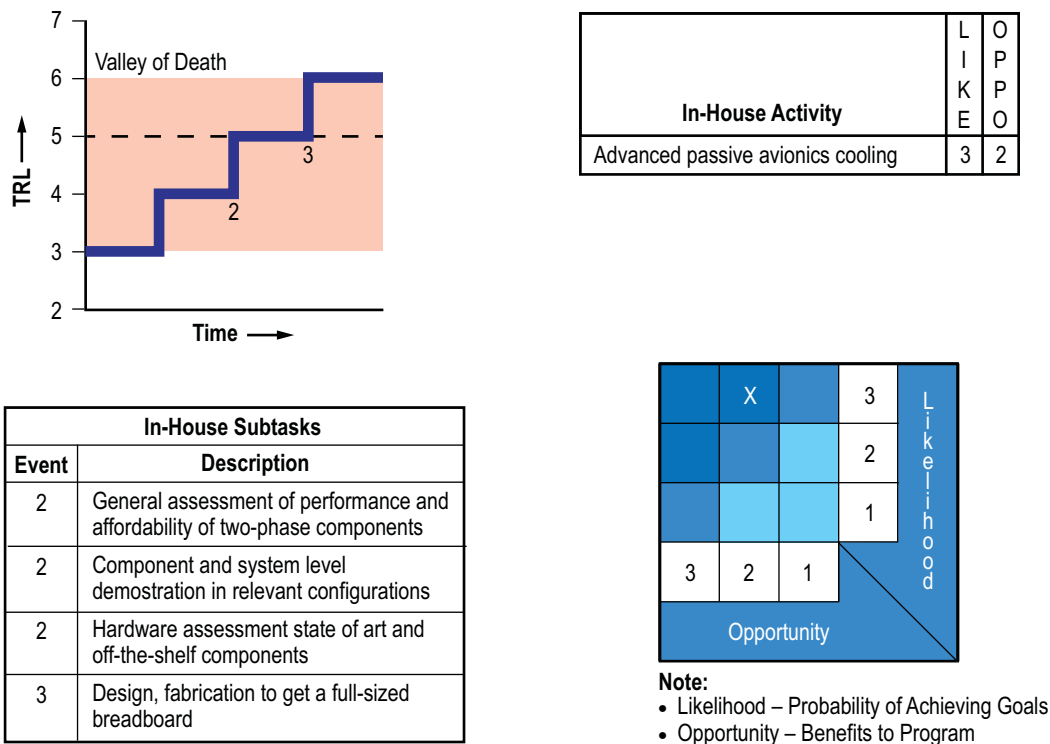 7
6
5
4
3
2
TRL
Valley of Death
2
3
Time
In-House Activity
LIKE
OPPO
Advanced passive avionics cooling 3 2
In-House Subtasks
Event Description
2 General assessment of performance and
affordability of two-phase components
2 Component and system level
demostration in relevant configurations
2 Hardware assessment state of art and
off-the-shelf components
3 Design, fabrication to get a full-sized
breadboard
X 3
2
1
3 2 1
Likelihood
Opportunity
Note:
• Likelihood – Probability of Achieving Goals
• Opportunity – Benefits to Program